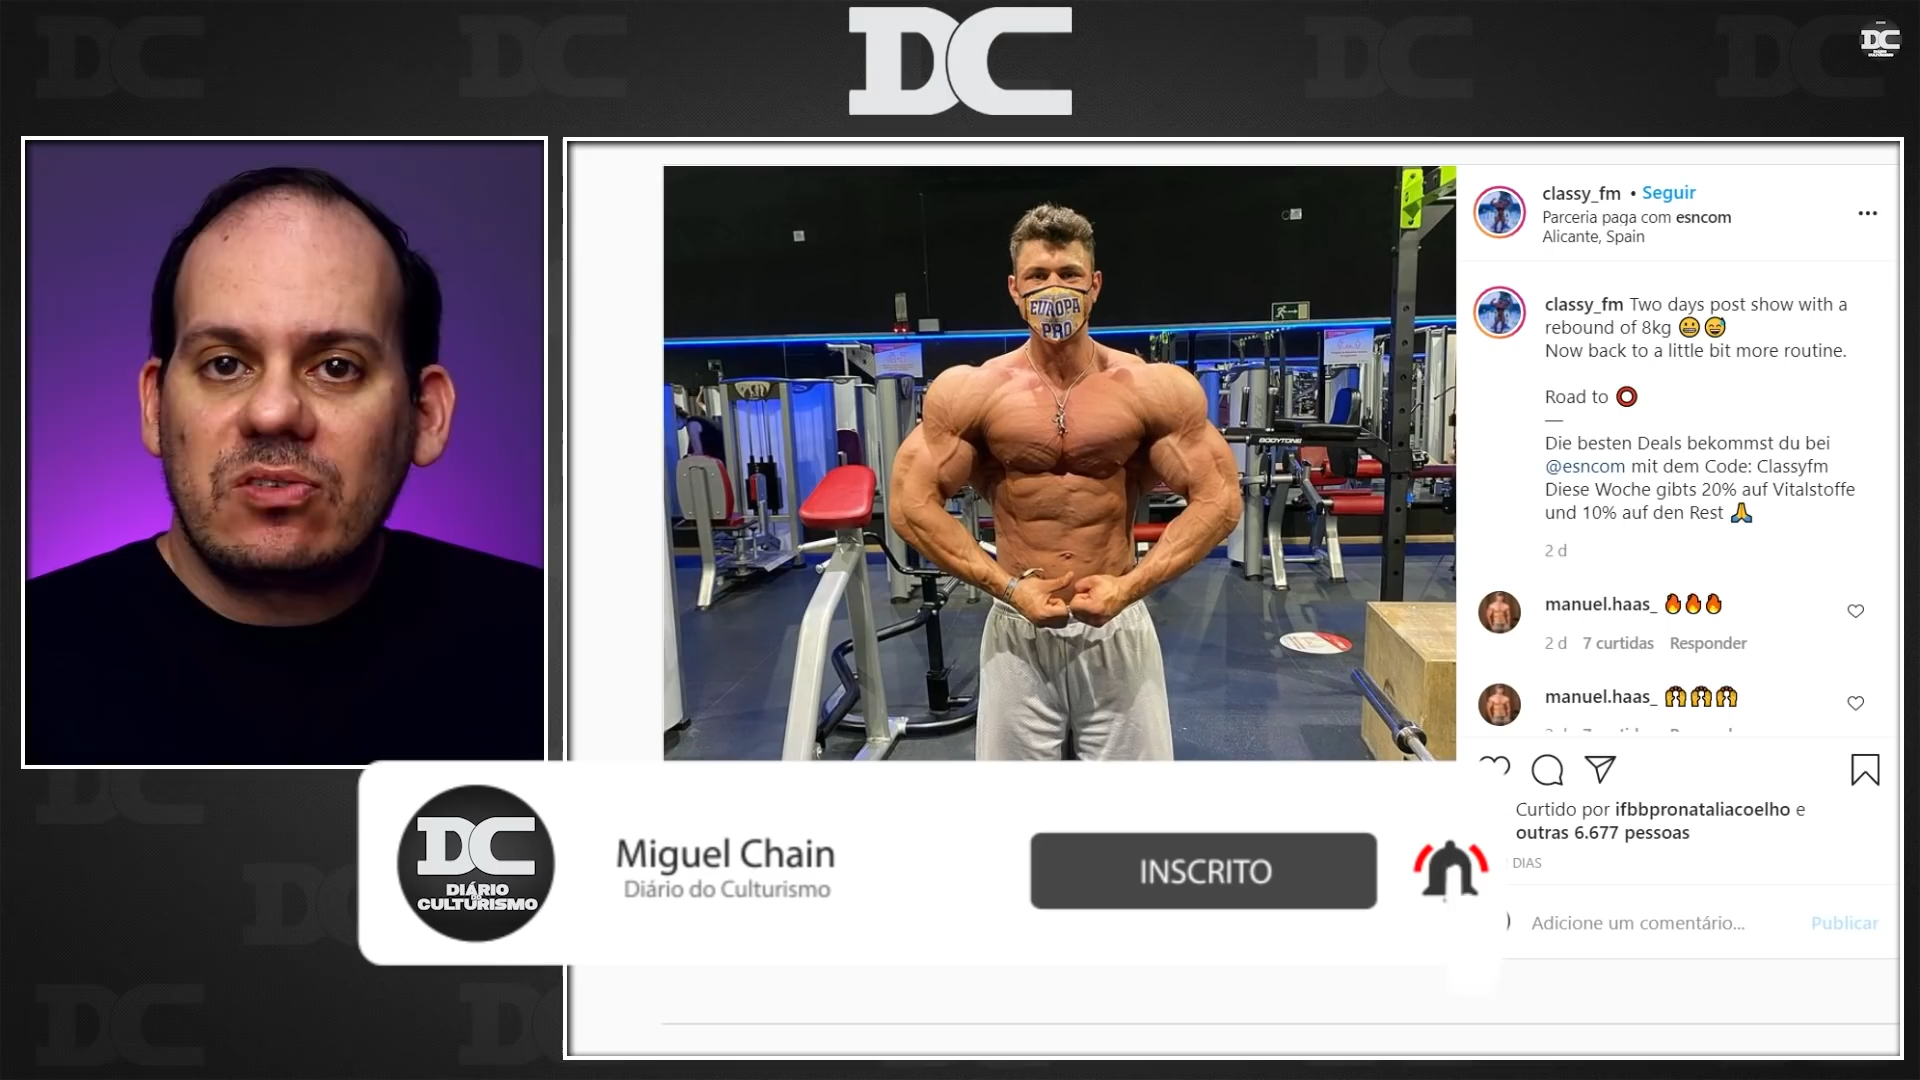 DC
DC
EUROPA
PRO
BODYTONE
classy_fm • Seguir
Parceria paga com esncom
Alicante, Spain
classy_fm Two days post show with a
rebound of 8kg 😬😅
Now back to a little bit more routine.
Road to ⭕
—
Die besten Deals bekommst du bei
@esncom mit dem Code: Classyfm
Diese Woche gibts 20% auf Vitalstoffe
und 10% auf den Rest 🙏
2 d
manuel.haas_ 🔥🔥🔥
2 d 7 curtidas Responder
manuel.haas_ 🙌🙌🙌
Curtido por ifbbpronataliacoelho e
outras 6.677 pessoas
DIAS
Adicione um comentário... Publicar
DC
DIÁRIO
DO
CULTURISMO
Miguel Chain
Diário do Culturismo
INSCRITO